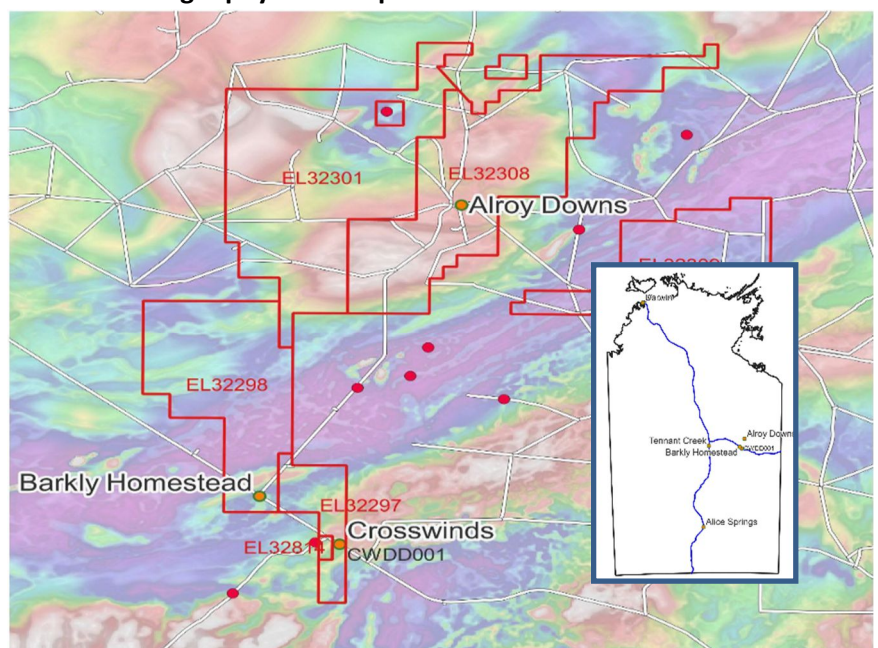 EL32301
EL32308
Alroy Downs
EL32298
Barkly Homestead
EL32297
Crosswinds
EL32814
CWDD001
Darwin
Alroy Down
Tennant Creek
CWDD001
Barkly Homestead
Alice Springs